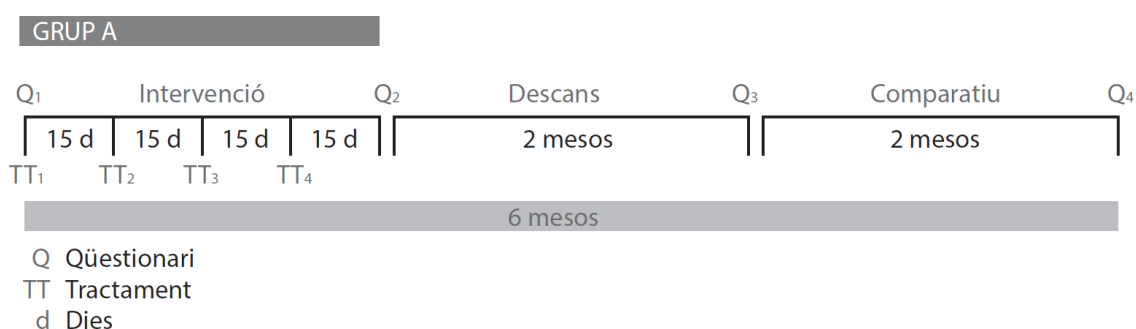 GRUP A
Q1 Intervenció Q2 Descans Q3 Comparatiu Q4
15 d 15 d 15 d 15 d 2 mesos 2 mesos
TT1 TT2 TT3 TT4
6 mesos
Q Qüestionari
TT Tractament
d Dies